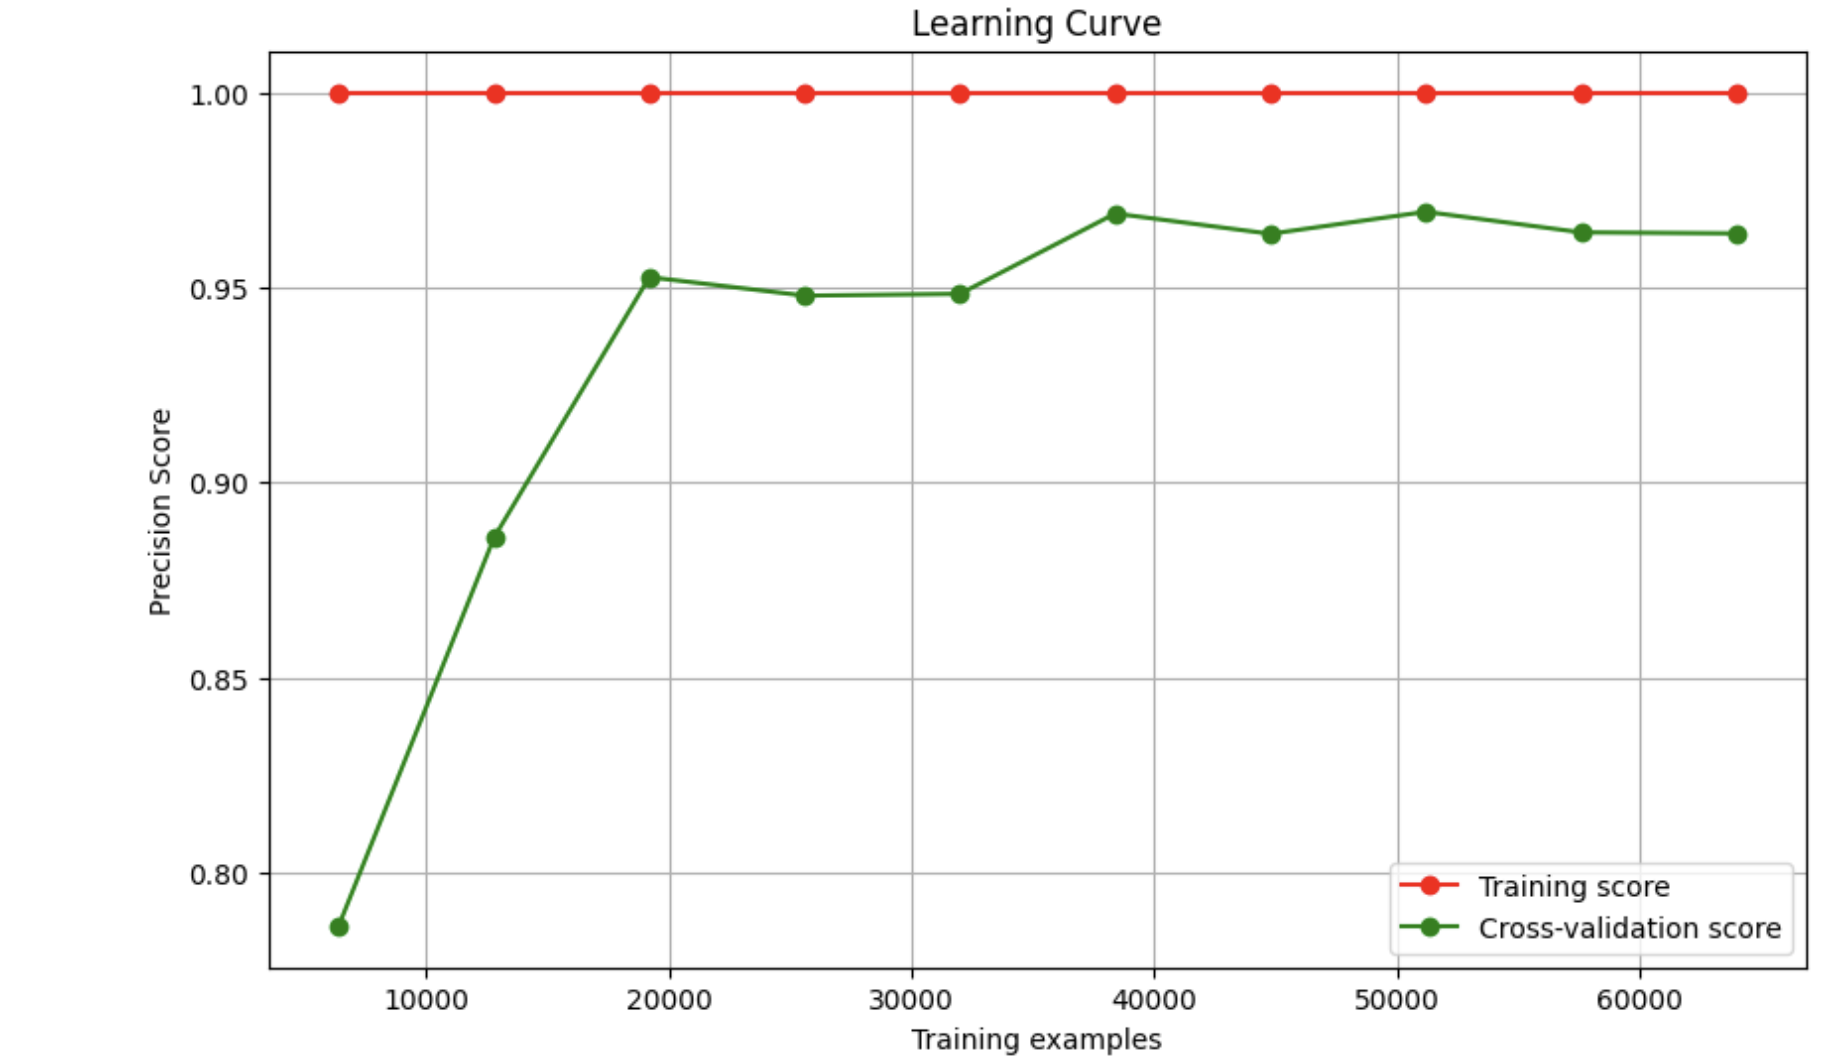 Learning Curve
1.00
0.95
0.90
0.85
0.80
Precision Score
10000 20000 30000 40000 50000 60000
Training examples
Training score
Cross-validation score